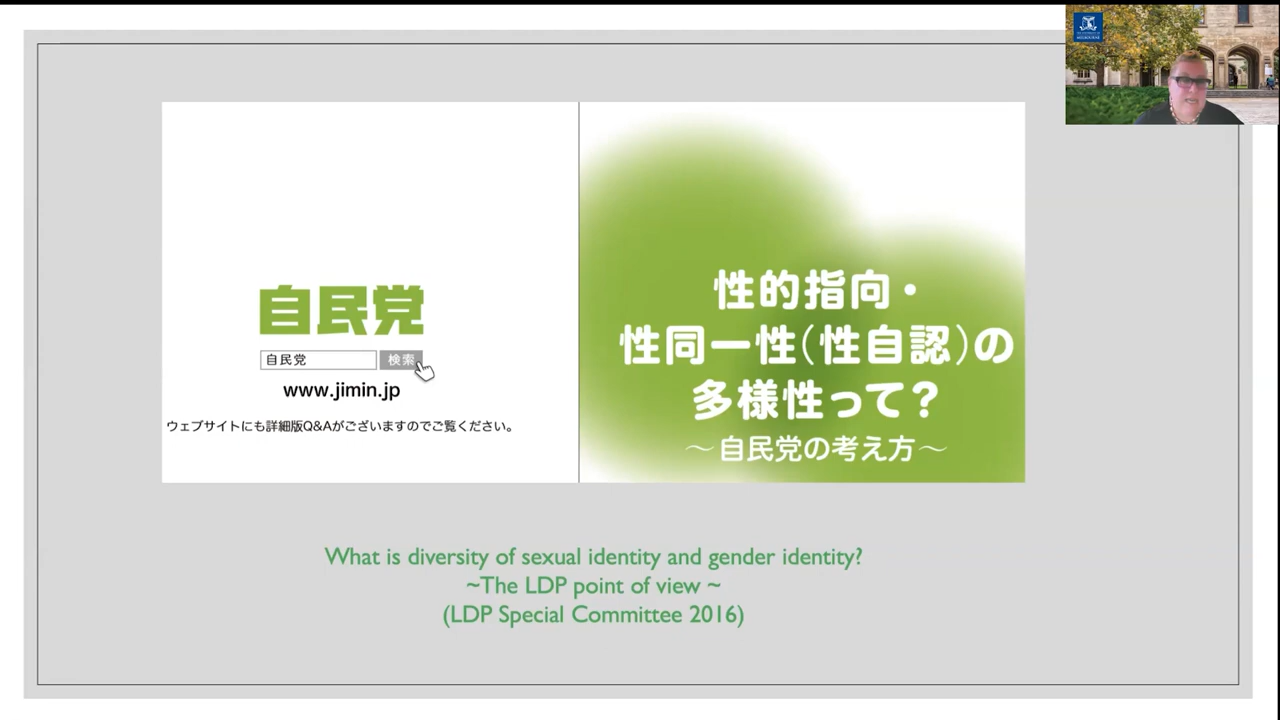 自民党
自民党 検索
www.jimin.jp
ウェブサイトにも詳細版Q&Aがございますのでご覧ください。
性的指向・
性同一性(性自認)の
多様性って?
~自民党の考え方~
What is diversity of sexual identity and gender identity?
~The LDP point of view ~
(LDP Special Committee 2016)
MELBOURNE